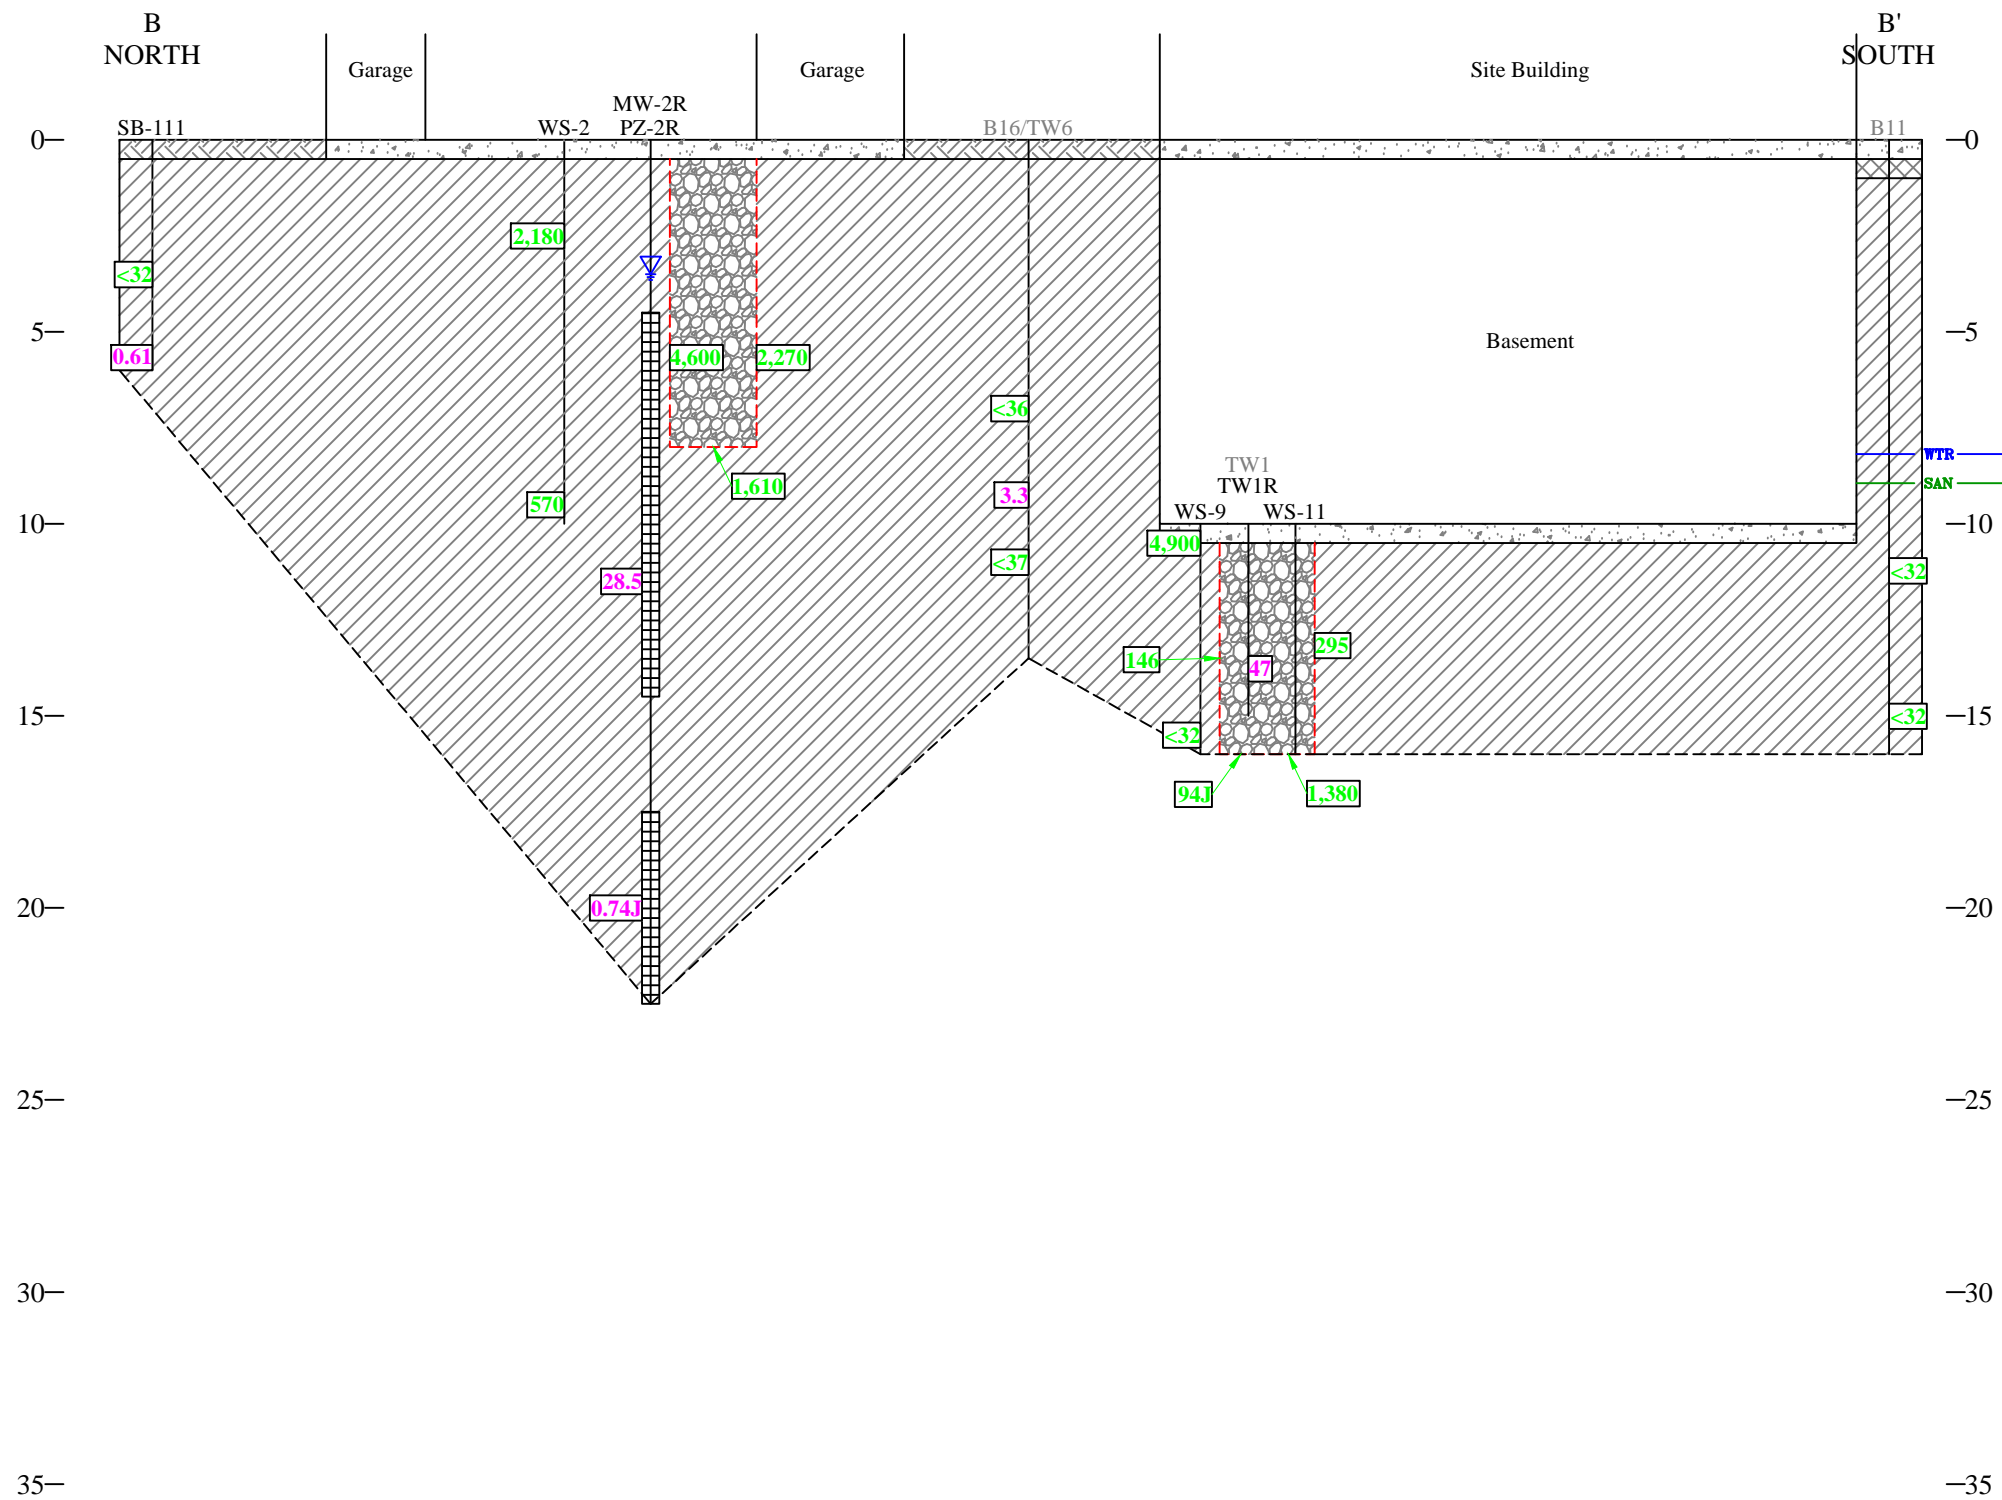 B
NORTH
B'
SOUTH
Garage
Garage
Site Building
MW-2R
SB-111
WS-2
PZ-2R
B16/TW6
B11
0
0
2,180
<32
5
5
Basement
0.61
4,600
2,270
<36
WTR
TW1
SAN
1,610
TW1R
3.3
570
WS-9
WS-11
10
10
4,900
<37
<32
28.5
295
146
47
15
15
<32
<32
94J
1,380
20
20
0.74J
25
25
30
30
35
35